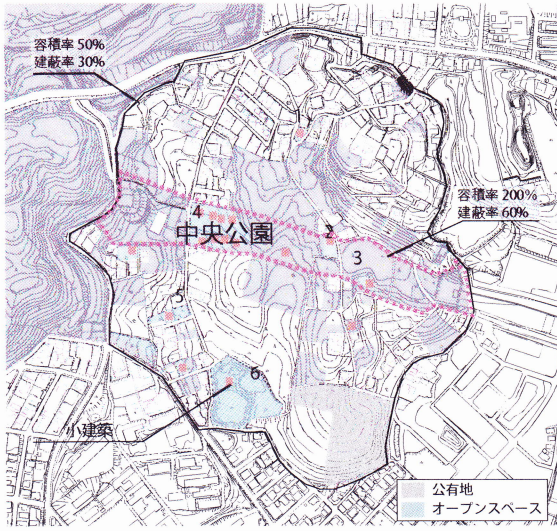 容積率 50%
建蔽率 30%
1
容積率 200%
建蔽率 60%
4
中央公園
2
3
5
6
小建築
公有地
オープンスペース